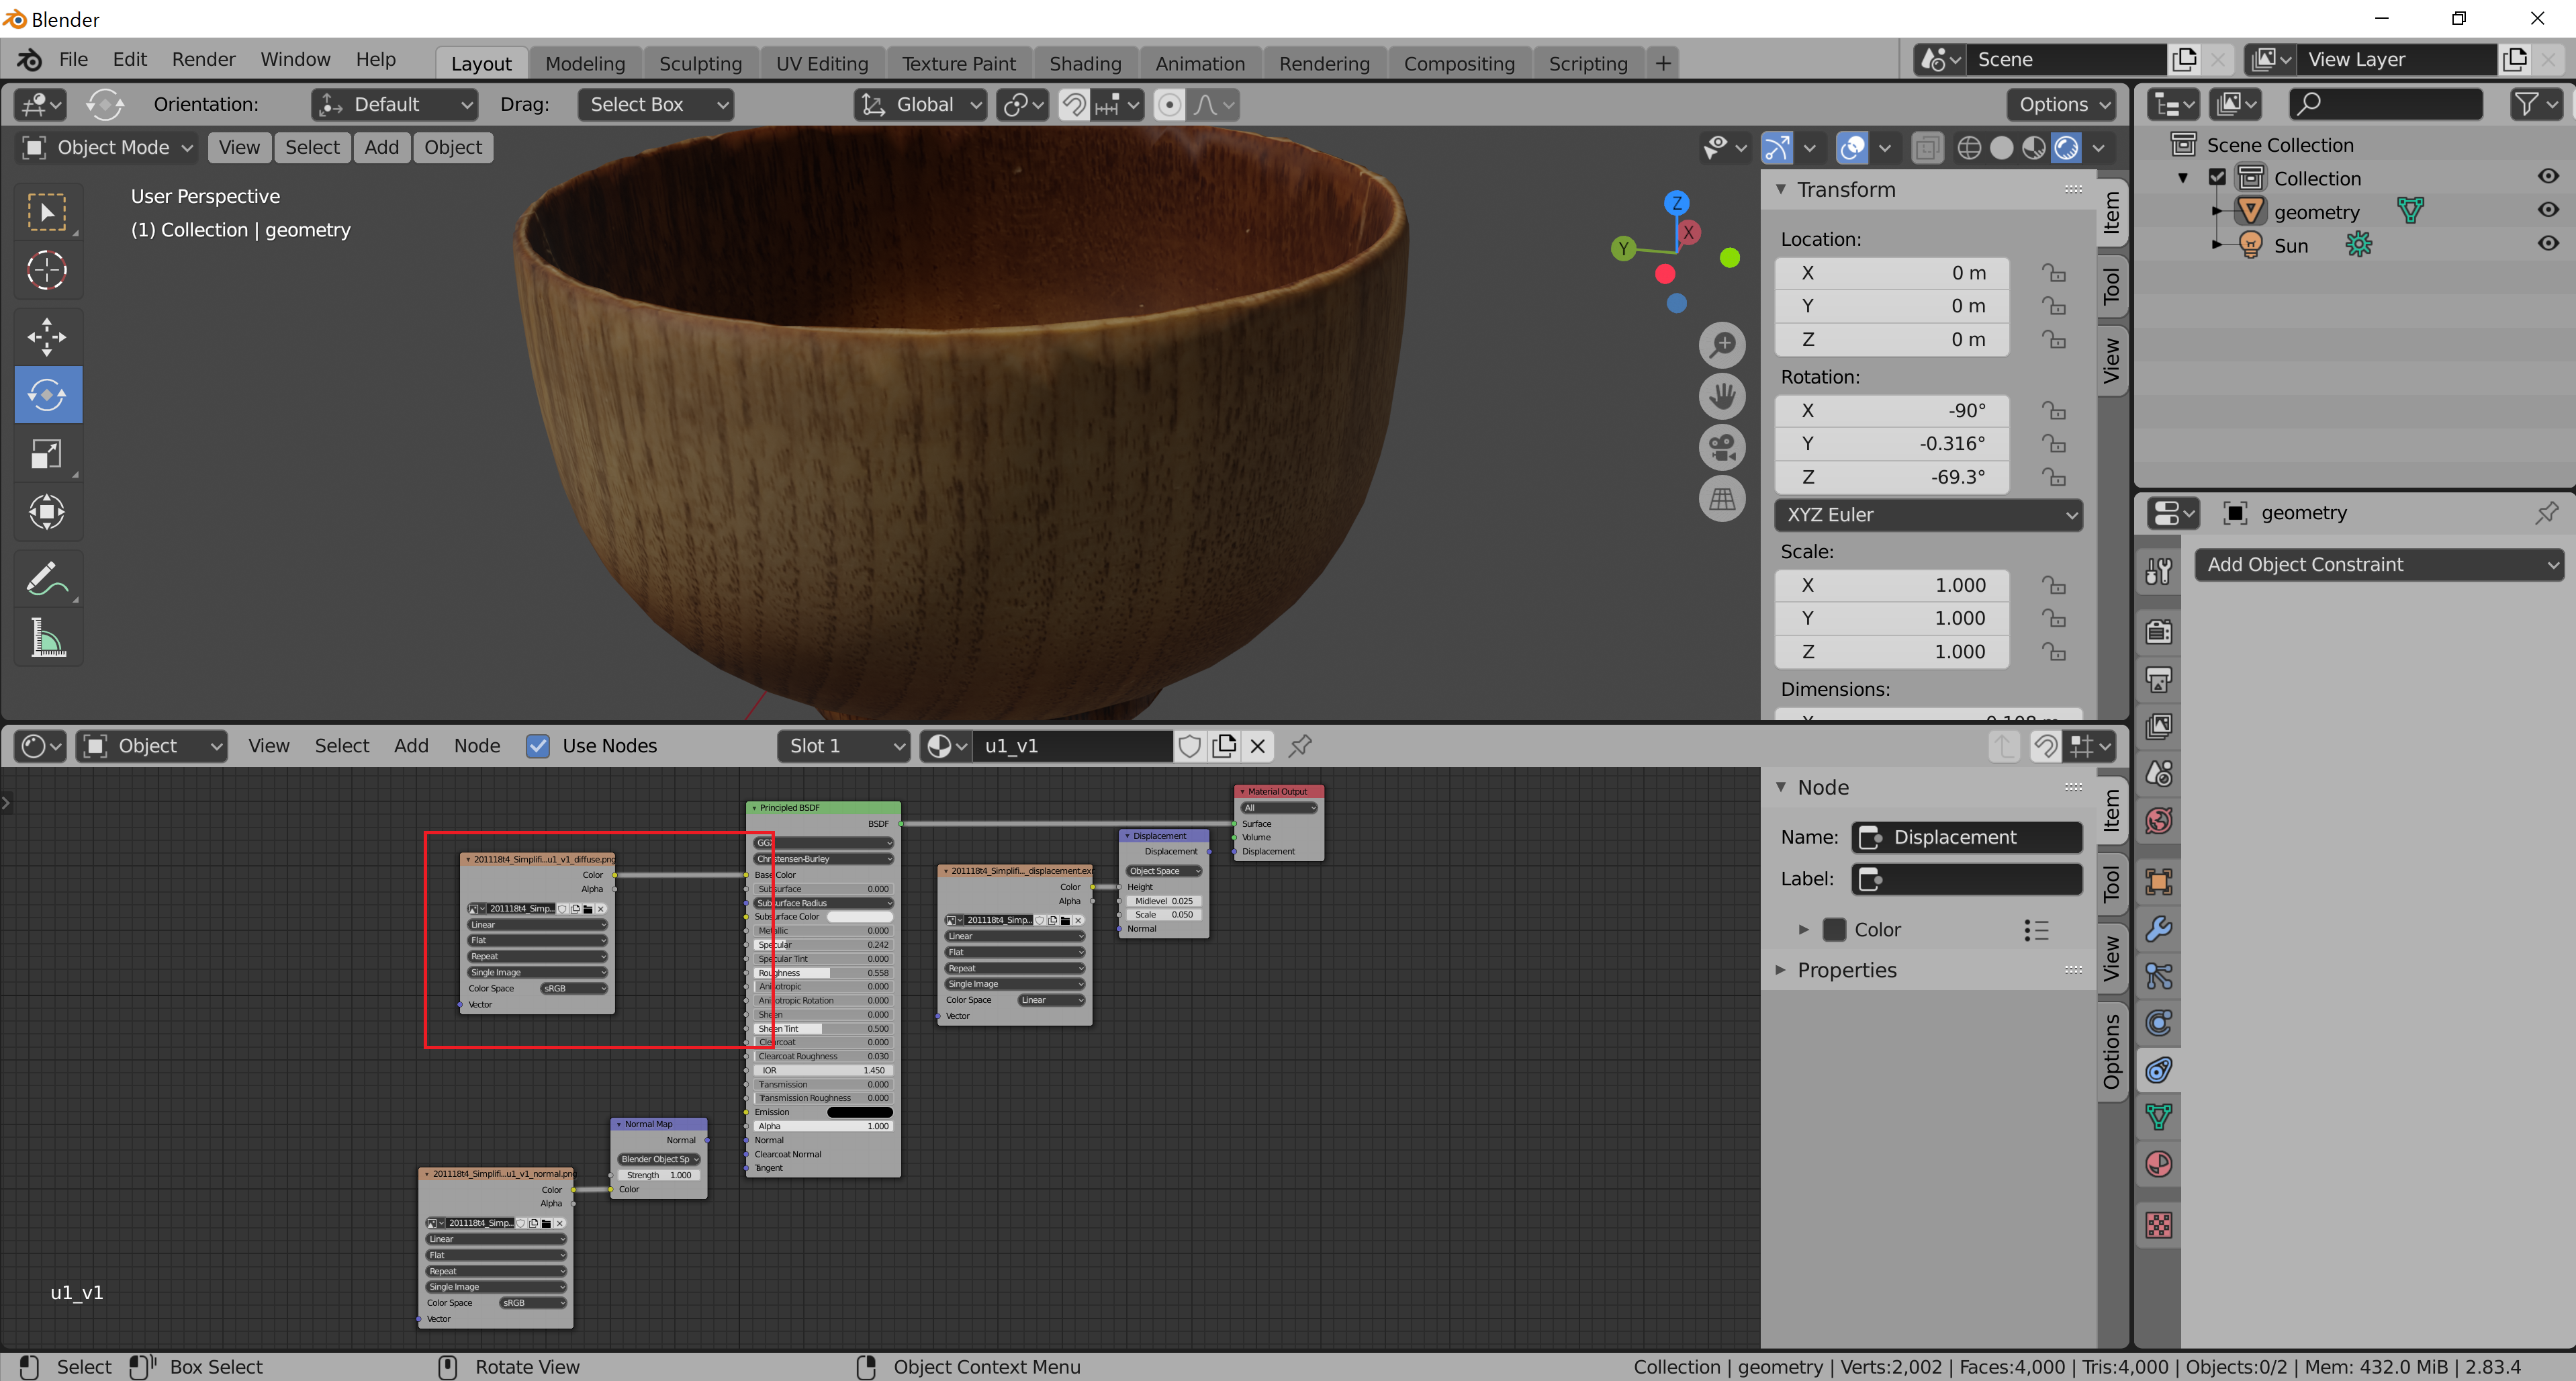 Blender
File Edit Render Window Help Layout Modeling Sculpting UV Editing Texture Paint Shading Animation Rendering Compositing Scripting + Scene View Layer
Orientation: Default Drag: Select Box Global Options
Object Mode View Select Add Object
User Perspective
(1) Collection | geometry
Z
X
Y
Transform
Location:
X 0 m
Y 0 m
Z 0 m
Rotation:
X -90°
Y -0.316°
Z -69.3°
XYZ Euler
Scale:
X 1.000
Y 1.000
Z 1.000
Dimensions:
Item
Tool
View
Scene Collection
Collection
geometry
Sun
geometry
Add Object Constraint
Object View Select Add Node Use Nodes Slot 1 u1_v1
201118t4_Simplifi...u1_v1_diffuse.png
Color
Alpha
201118t4_Simp...
Linear
Flat
Repeat
Single Image
Color Space sRGB
Vector
201118t4_Simplifi...u1_v1_normal.png
Color
Alpha
201118t4_Simp...
Linear
Flat
Repeat
Single Image
Color Space sRGB
Vector
Normal Map
Normal
Blender Object Sp
Strength 1.000
Color
Principled BSDF
BSDF
GGX
Christensen-Burley
Base Color
Subsurface 0.000
Subsurface Radius
Subsurface Color
Metallic 0.000
Specular 0.242
Specular Tint 0.000
Roughness 0.558
Anisotropic 0.000
Anisotropic Rotation 0.000
Sheen 0.000
Sheen Tint 0.500
Clearcoat 0.000
Clearcoat Roughness 0.030
IOR 1.450
Transmission 0.000
Transmission Roughness 0.000
Emission
Alpha 1.000
Normal
Clearcoat Normal
Tangent
201118t4_Simplifi..._displacement.exr
Color
Alpha
201118t4_Simp...
Linear
Flat
Repeat
Single Image
Color Space Linear
Vector
Displacement
Displacement
Object Space
Height
Midlevel 0.025
Scale 0.050
Normal
Material Output
All
Surface
Volume
Displacement
u1_v1
Node
Name: Displacement
Label:
Color
Properties
Item
Tool
View
Options
Select Box Select Rotate View Object Context Menu Collection | geometry | Verts:2,002 | Faces:4,000 | Tris:4,000 | Objects:0/2 | Mem: 432.0 MiB | 2.83.4